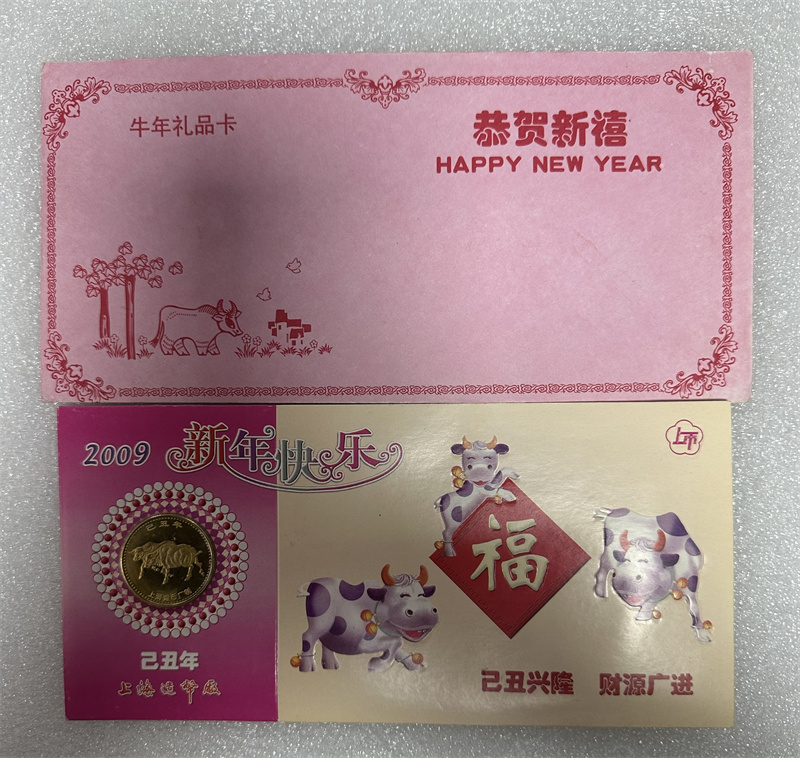 牛年礼品卡
恭贺新禧
HAPPY NEW YEAR
2009 新年快乐
上币
己丑年
福
己丑年
上海造币厂
己丑兴隆 财源广进